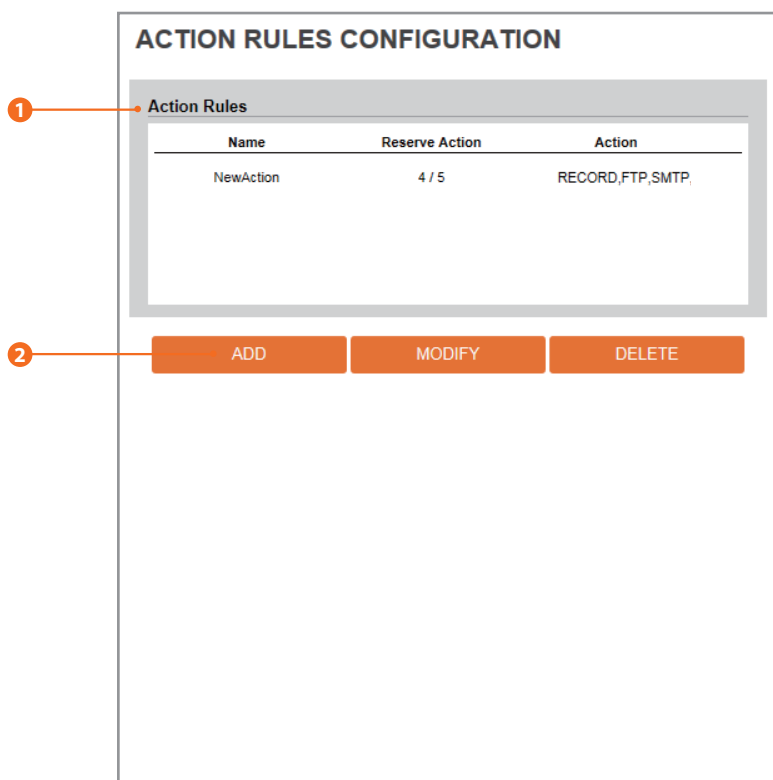 ACTION RULES CONFIGURATION
1
Action Rules
Name Reserve Action Action
NewAction 4 / 5 RECORD,FTP,SMTP,
2
ADD MODIFY DELETE